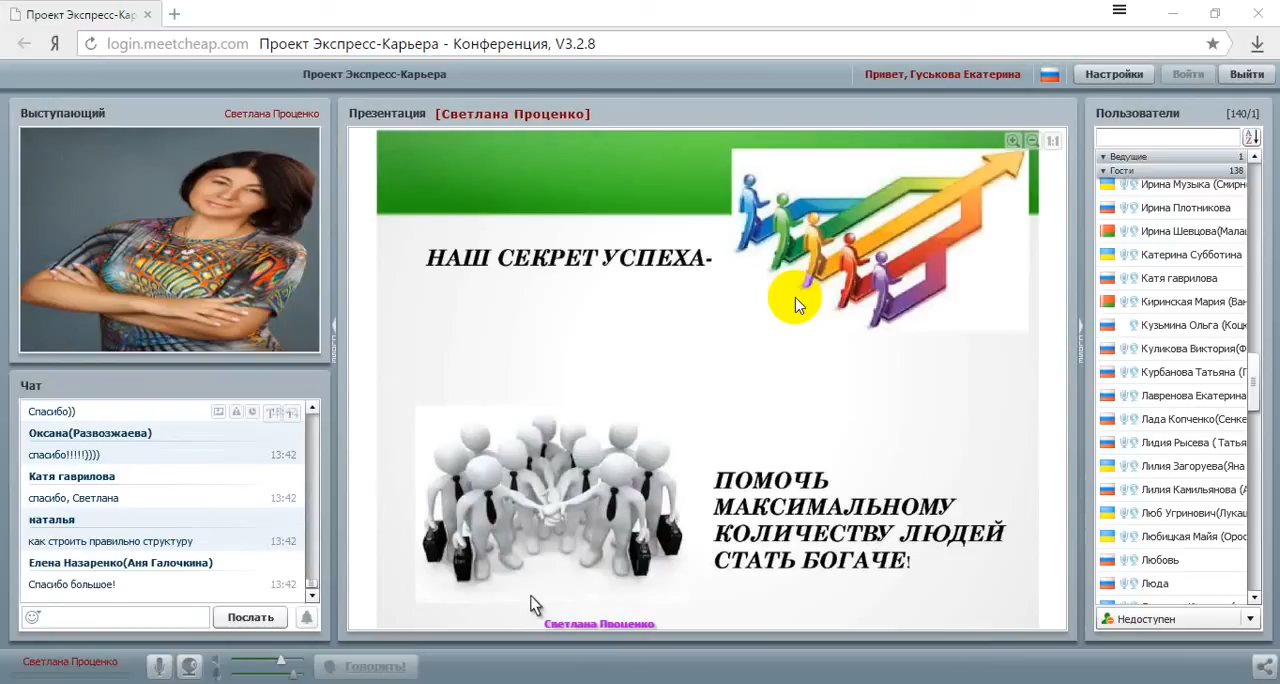 Проект Экспресс-Кар
login.meetcheap.com Проект Экспресс-Карьера - Конференция, V3.2.8
Проект Экспресс-Карьера
Привет, Гуськова Екатерина
Настройки
Войти
Выйти
Выступающий
Светлана Проценко
Чат
Спасибо))
Оксана(Развозжаева)
спасибо!!!!!))))
13:42
Катя гаврилова
спасибо, Светлана
13:42
наталья
как строить правильно структуру
13:42
Елена Назаренко(Аня Галочкина)
Спасибо большое!
13:42
Послать
Презентация [Светлана Проценко]
1:1
НАШ СЕКРЕТ УСПЕХА-
ПОМОЧЬ
МАКСИМАЛЬНОМУ
КОЛИЧЕСТВУ ЛЮДЕЙ
СТАТЬ БОГАЧЕ!
Светлана Проценко
Пользователи
[140/1]
Ведущие 1
Гости 138
Ирина Музыка (Смирн
Ирина Плотникова
Ирина Шевцова(Мала
Катерина Субботина
Катя гаврилова
Киринская Мария (Ван
Кузьмина Ольга (Коц
Куликова Виктория(Ф
Курбанова Татьяна (Г
Лавренова Екатерина
Лада Копченко(Сенке
Лидия Рысева ( Татья
Лилия Загоруева(Яна
Лилия Камильянова (А
Люб Угринович(Лука
Любицкая Майя (Орос
Любовь
Люда
Недоступен
Светлана Проценко
Говорить!